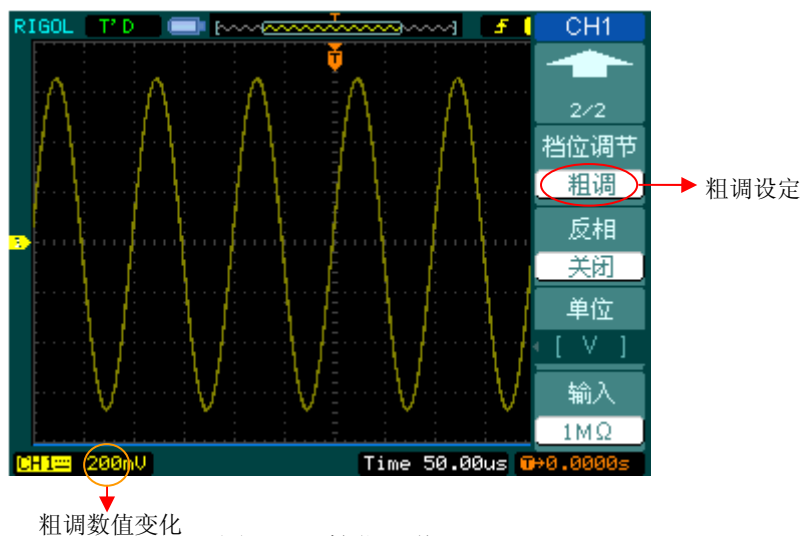 RIGOL T'D T CH1
T
2/2
档位调节
粗调
粗调设定
反相
关闭
单位
[ V ]
输入
1MΩ
CH1 200mV Time 50.00us T→0.0000s
粗调数值变化